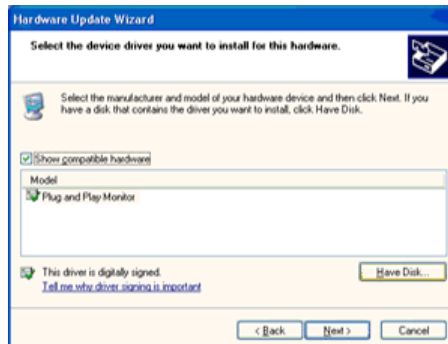 Hardware Update Wizard
Select the device driver you want to install for this hardware.
Select the manufacturer and model of your hardware device and then click Next. If you
have a disk that contains the driver you want to install, click Have Disk.
Show compatible hardware
Model
Plug and Play Monitor
This driver is digitally signed.
Tell me why driver signing is important
Have Disk...
< Back
Next >
Cancel